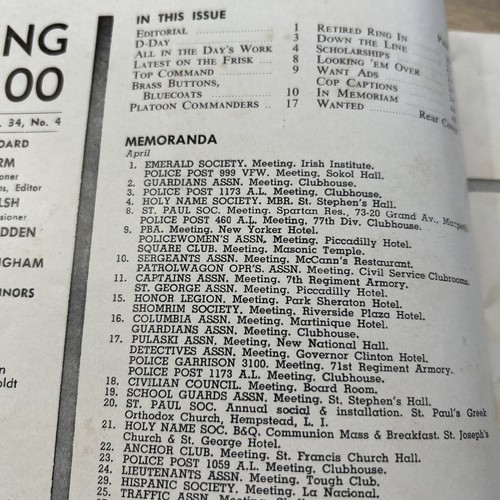 NG
00
. 34, No. 4
OARD
RM
oner
ns, Editor
LSH
sioner
DDEN
NGHAM
NORS
n
oldt
IN THIS ISSUE
EDITORIAL 1
D-DAY 3
ALL IN THE DAY'S WORK 4
LATEST ON THE FRISK 8
TOP COMMAND 9
BRASS BUTTONS,
BLUECOATS 10
PLATOON COMMANDERS 17
RETIRED RING IN
DOWN THE LINE
SCHOLARSHIPS
LOOKING 'EM OVER
WANT ADS
COP CAPTIONS
IN MEMORIAM
WANTED Rear
MEMORANDA
April
1. EMERALD SOCIETY. Meeting. Irish Institute.
POLICE POST 999 VFW. Meeting. Sokol Hall.
2. GUARDIANS ASSN. Meeting. Clubhouse.
3. POLICE POST 1173 A.L. Meeting. Clubhouse.
4. HOLY NAME SOCIETY. MBR. St. Stephen's Hall.
8. ST. PAUL SOC. Meeting. Spartan Res., 73-20 Grand Av.,
POLICE POST 460 A.L. Meeting, 77th Div. Clubhouse.
9. PBA. Meeting. New Yorker Hotel.
POLICEWOMEN'S ASSN. Meeting. Piccadilly Hotel.
SQUARE CLUB. Meeting. Masonic Temple.
10. SERGEANTS ASSN. Meeting. McCann's Restaurant.
PATROLWAGON OPR'S. ASSN. Meeting. Civil Service Clubrooms.
11. CAPTAINS ASSN. Meeting. 7th Regiment Armory.
ST. GEORGE ASSN. Meeting. Piccadilly Hotel.
15. HONOR LEGION. Meeting. Park Sheraton Hotel.
SHOMRIM SOCIETY. Meeting. Riverside Plaza Hotel.
16. COLUMBIA ASSN. Meeting. Martinique Hotel.
GUARDIANS ASSN. Meeting. Clubhouse.
17. PULASKI ASSN, Meeting, New National Hall.
DETECTIVES ASSN. Meeting. Governor Clinton Hotel.
POLICE GARRISON 3100. Meeting. 71st Regiment Armory.
POLICE POST 1173 A.L. Meeting. Clubhouse.
18. CIVILIAN COUNCIL. Meeting. Board Room.
19. SCHOOL GUARDS ASSN. Meeting. St. Stephen's Hall.
20. ST. PAUL SOC. Annual social & installation. St. Paul's Greek
Orthodox Church, Hempstead, L. I.
21. HOLY NAME SOC. B&Q. Communion Mass & Breakfast. St. Joseph's
Church & St. George Hotel.
22. ANCHOR CLUB. Meeting. St. Francis Church Hall.
23. POLICE POST 1059 A.L. Meeting. Clubhouse.
24. LIEUTENANTS ASSN. Meeting. Tough Club.
29. HISPANIC SOCIETY. Meeting. La Nacional.
25. TRAFFIC ASSN. Meeting.